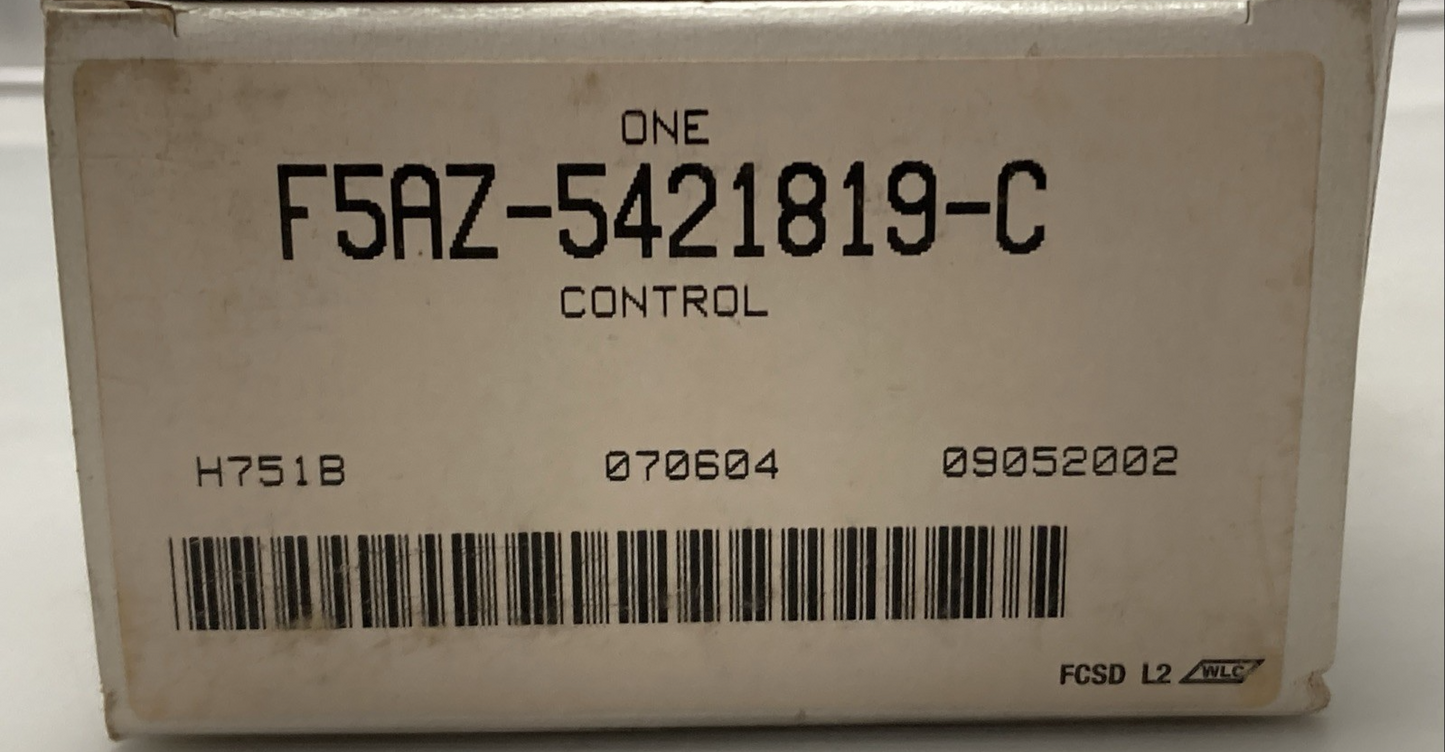 ONE
F5AZ-5421819-C
CONTROL
H751B 070604 09052002
FCSD L2 WLC